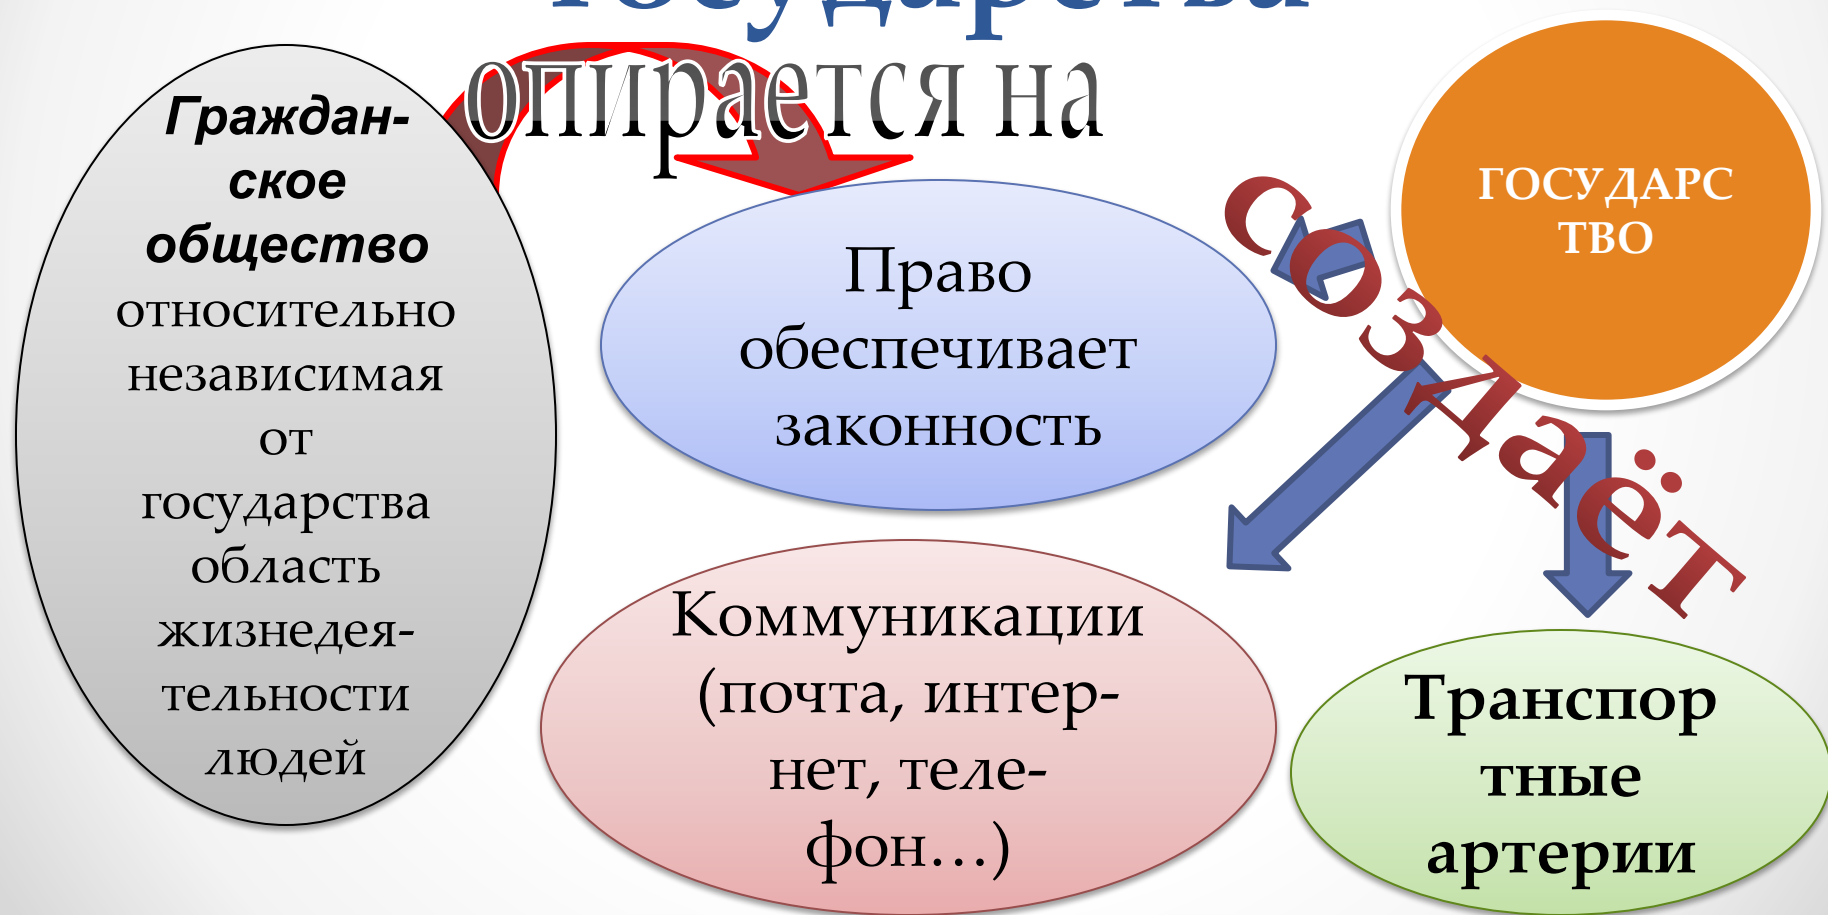 государства
опирается на
Граждан-
ское
общество
относительно
независимая
от
государства
область
жизнедея-
тельности
людей
Право
обеспечивает
законность
ГОСУДАРС
ТВО
создаёт
Коммуникации
(почта, интер-
нет, теле-
фон...)
Транспор
тные
артерии